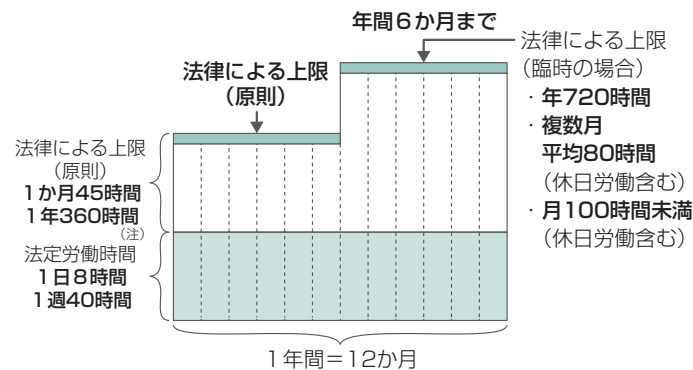 年間6か月まで
法律による上限
（原則）
法律による上限
（臨時の場合）
・年720時間
・複数月
平均80時間
（休日労働含む）
・月100時間未満
（休日労働含む）
法律による上限
（原則）
1か月45時間
1年360時間
（注）
法定労働時間
1日8時間
1週40時間
1年間＝12か月